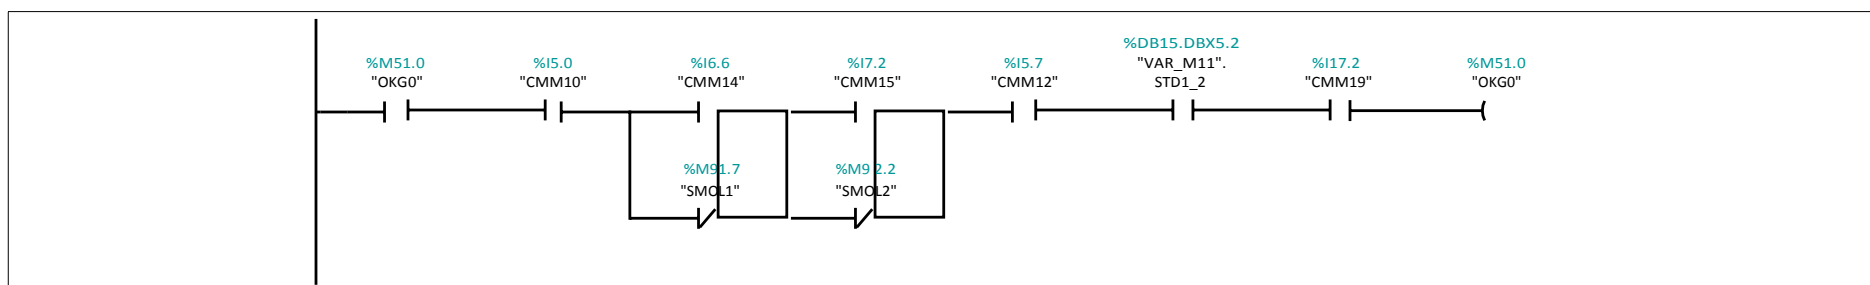 %DB15.DBX5.2
%M51.0 %I5.0 %I6.6 %I7.2 %I5.7 "VAR_M11". %I17.2 %M51.0
"OKG0" "CMM10" "CMM14" "CMM15" "CMM12" STD1_2 "CMM19" "OKG0"
%M91.7 %M92.2
"SMOL1" "SMOL2"